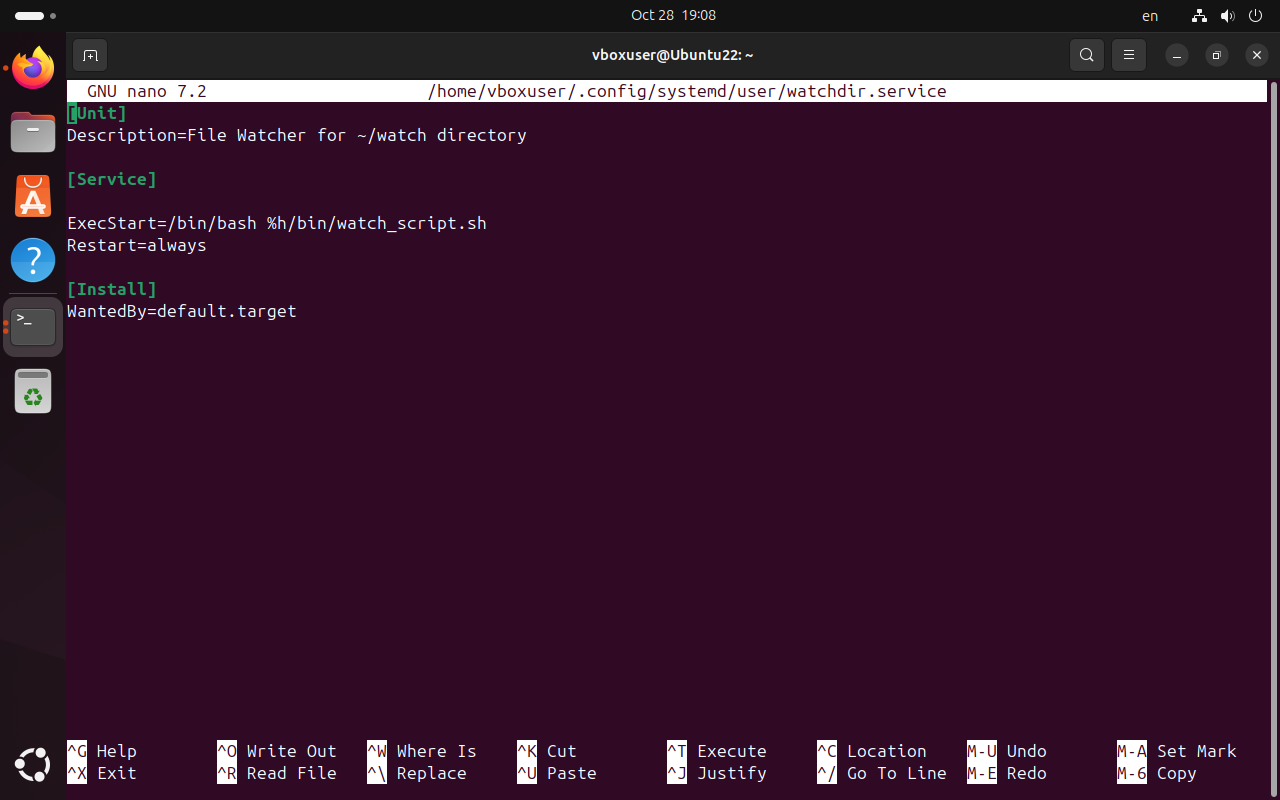 Oct 28 19:08
en
vboxuser@Ubuntu22: ~
GNU nano 7.2 /home/vboxuser/.config/systemd/user/watchdir.service
[Unit]
Description=File Watcher for ~/watch directory
[Service]
ExecStart=/bin/bash %h/bin/watch_script.sh
Restart=always
[Install]
WantedBy=default.target
^G Help ^O Write Out ^W Where Is ^K Cut ^T Execute ^C Location M-U Undo M-A Set Mark
^X Exit ^R Read File ^\ Replace ^U Paste ^J Justify ^/ Go To Line M-E Redo M-6 Copy